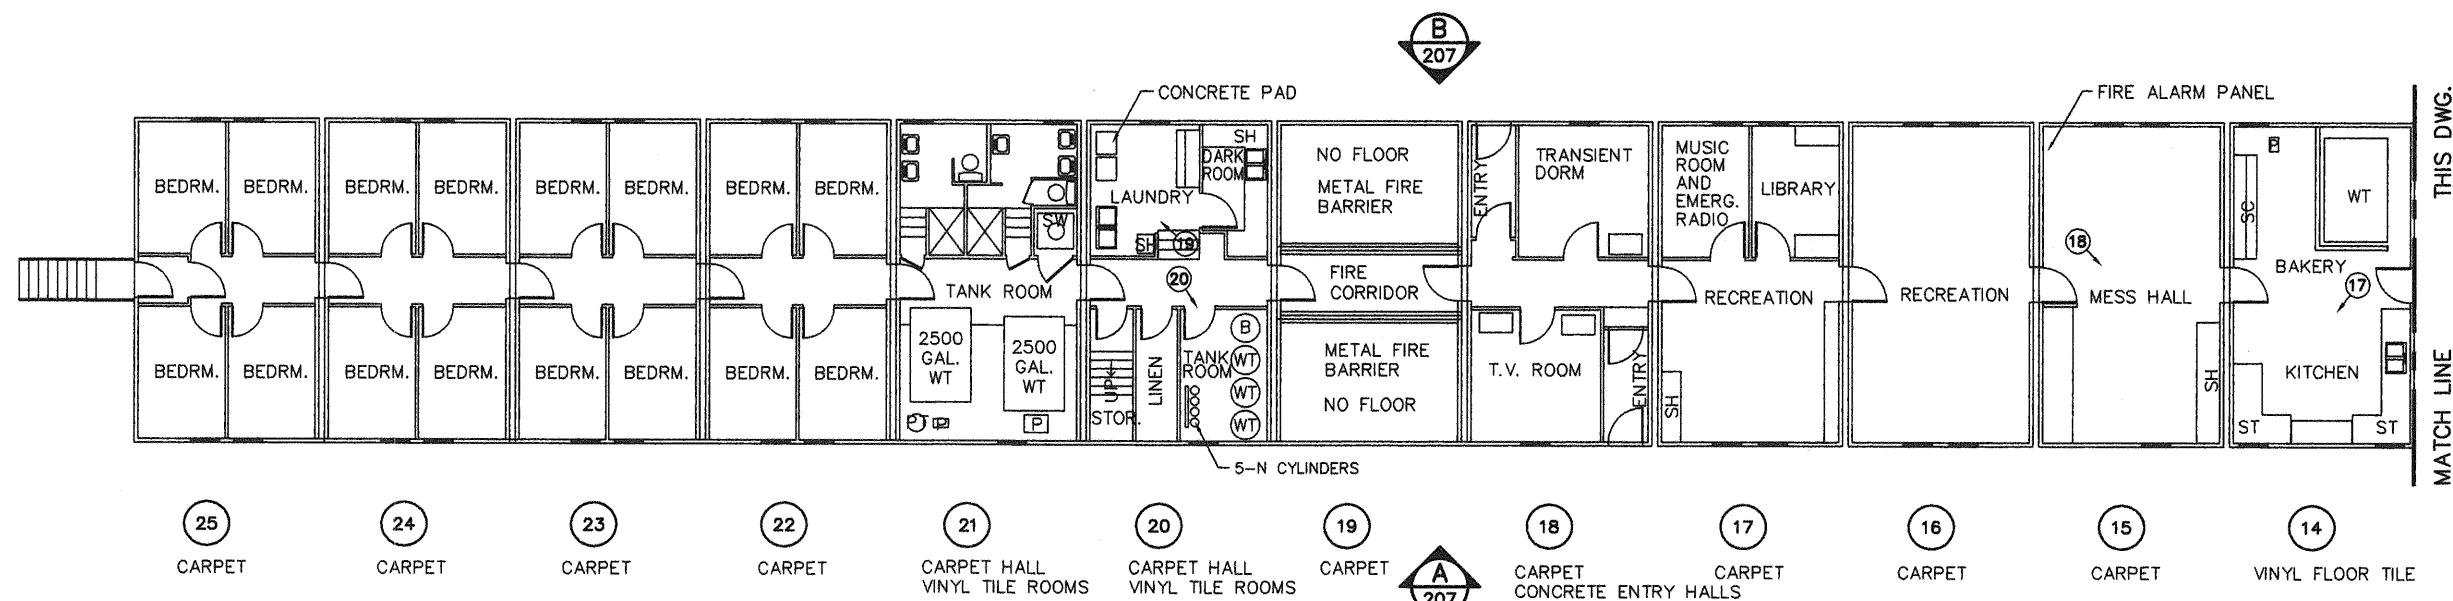 B
207
CONCRETE PAD
FIRE ALARM PANEL
THIS DWG.
MATCH LINE
BEDRM.
BEDRM.
BEDRM.
BEDRM.
BEDRM.
BEDRM.
BEDRM.
BEDRM.
SW
LAUNDRY
SH
DARK
ROOM
SH
19
NO FLOOR
METAL FIRE
BARRIER
ENTRY
TRANSIENT
DORM
MUSIC
ROOM
AND
EMERG.
RADIO
LIBRARY
18
P
SC
WT
BAKERY
17
TANK ROOM
20
FIRE
CORRIDOR
RECREATION
RECREATION
MESS HALL
BEDRM.
BEDRM.
BEDRM.
BEDRM.
BEDRM.
BEDRM.
BEDRM.
BEDRM.
2500
GAL.
WT
2500
GAL.
WT
PT
P
P
UP
STOR.
LINEN
TANK
ROOM
B
WT
WT
WT
METAL FIRE
BARRIER
NO FLOOR
T.V. ROOM
ENTRY
SH
SH
KITCHEN
ST
ST
5-N CYLINDERS
25
CARPET
24
CARPET
23
CARPET
22
CARPET
21
CARPET HALL
VINYL TILE ROOMS
20
CARPET HALL
VINYL TILE ROOMS
19
CARPET
A
207
18
CARPET
CONCRETE ENTRY HALLS
17
CARPET
16
CARPET
15
CARPET
14
VINYL FLOOR TILE